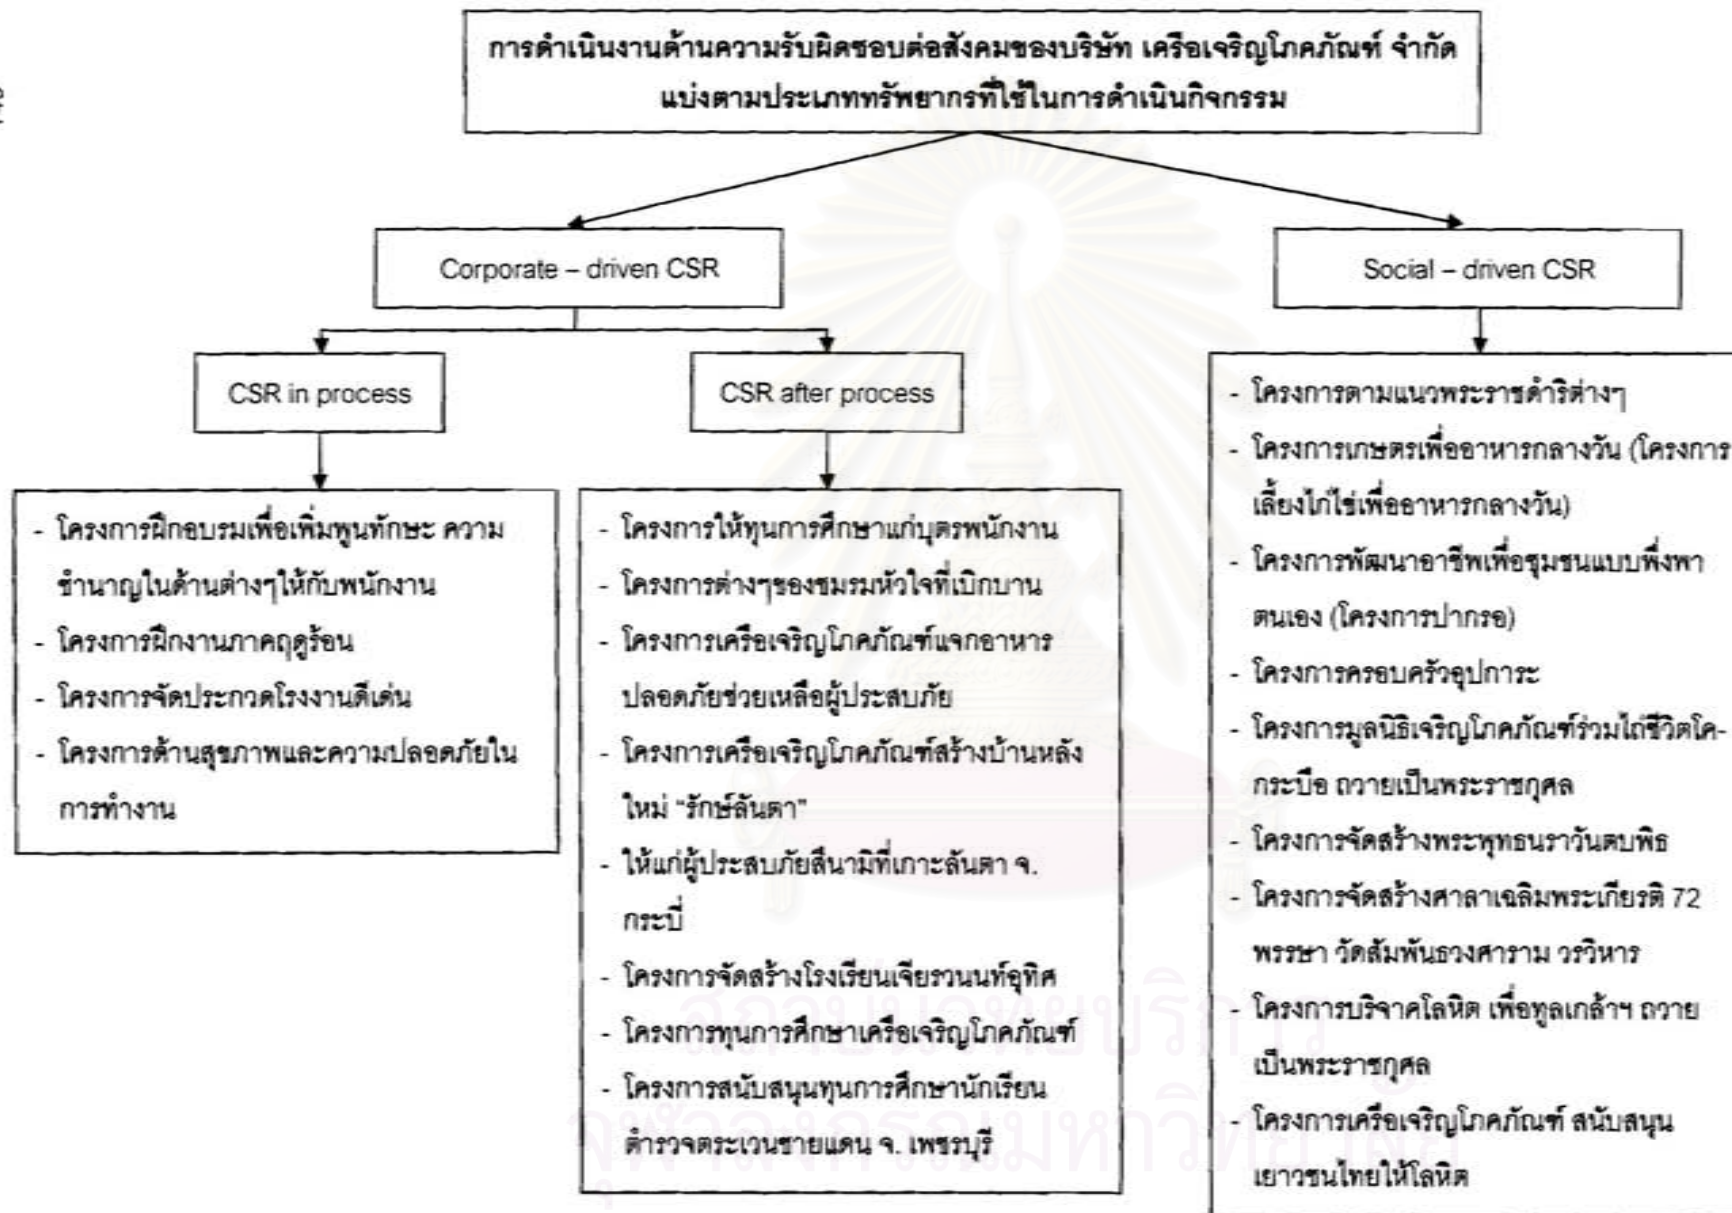 การดำเนินงานด้านความรับผิดชอบต่อสังคมของบริษัท เครือเจริญโภคภัณฑ์ จำกัด
แบ่งตามประเภททรัพยากรที่ใช้ในการดำเนินกิจกรรม
Corporate – driven CSR
Social – driven CSR
CSR in process
CSR after process
- โครงการฝึกอบรมเพื่อเพิ่มพูนทักษะ ความ
ชำนาญในด้านต่างๆให้กับพนักงาน
- โครงการฝึกงานภาคฤดูร้อน
- โครงการจัดประกวดโรงงานดีเด่น
- โครงการด้านสุขภาพและความปลอดภัยใน
การทำงาน
- โครงการให้ทุนการศึกษาแก่บุตรพนักงาน
- โครงการต่างๆของชมรมหัวใจที่เบิกบาน
- โครงการเครือเจริญโภคภัณฑ์แจกอาหาร
ปลอดภัยช่วยเหลือผู้ประสบภัย
- โครงการเครือเจริญโภคภัณฑ์สร้างบ้านหลัง
ใหม่ “รักษ์ลันตา”
- ให้แก่ผู้ประสบภัยสึนามิที่เกาะลันตา จ.
กระบี่
- โครงการจัดสร้างโรงเรียนเจียรวนนท์อุทิศ
- โครงการทุนการศึกษาเครือเจริญโภคภัณฑ์
- โครงการสนับสนุนทุนการศึกษานักเรียน
ตำรวจตระเวนชายแดน จ. เพชรบุรี
- โครงการตามแนวพระราชดำริต่างๆ
- โครงการเกษตรเพื่ออาหารกลางวัน (โครงการ
เลี้ยงไก่ไข่เพื่ออาหารกลางวัน)
- โครงการพัฒนาอาชีพเพื่อชุมชนแบบพึ่งพา
ตนเอง (โครงการปากรอ)
- โครงการครอบครัวอุปการะ
- โครงการมูลนิธิเจริญโภคภัณฑ์ร่วมไถ่ชีวิตโค-
กระบือ ถวายเป็นพระราชกุศล
- โครงการจัดสร้างพระพุทธนราวันตบพิธ
- โครงการจัดสร้างศาลาเฉลิมพระเกียรติ 72
พรรษา วัดสัมพันธวงศาราม วรวิหาร
- โครงการบริจาคโลหิต เพื่อทูลเกล้าฯ ถวาย
เป็นพระราชกุศล
- โครงการเครือเจริญโภคภัณฑ์ สนับสนุน
เยาวชนไทยให้โลหิต
สถาบันวิทยบริการ
จุฬาลงกรณ์มหาวิทยาลัย